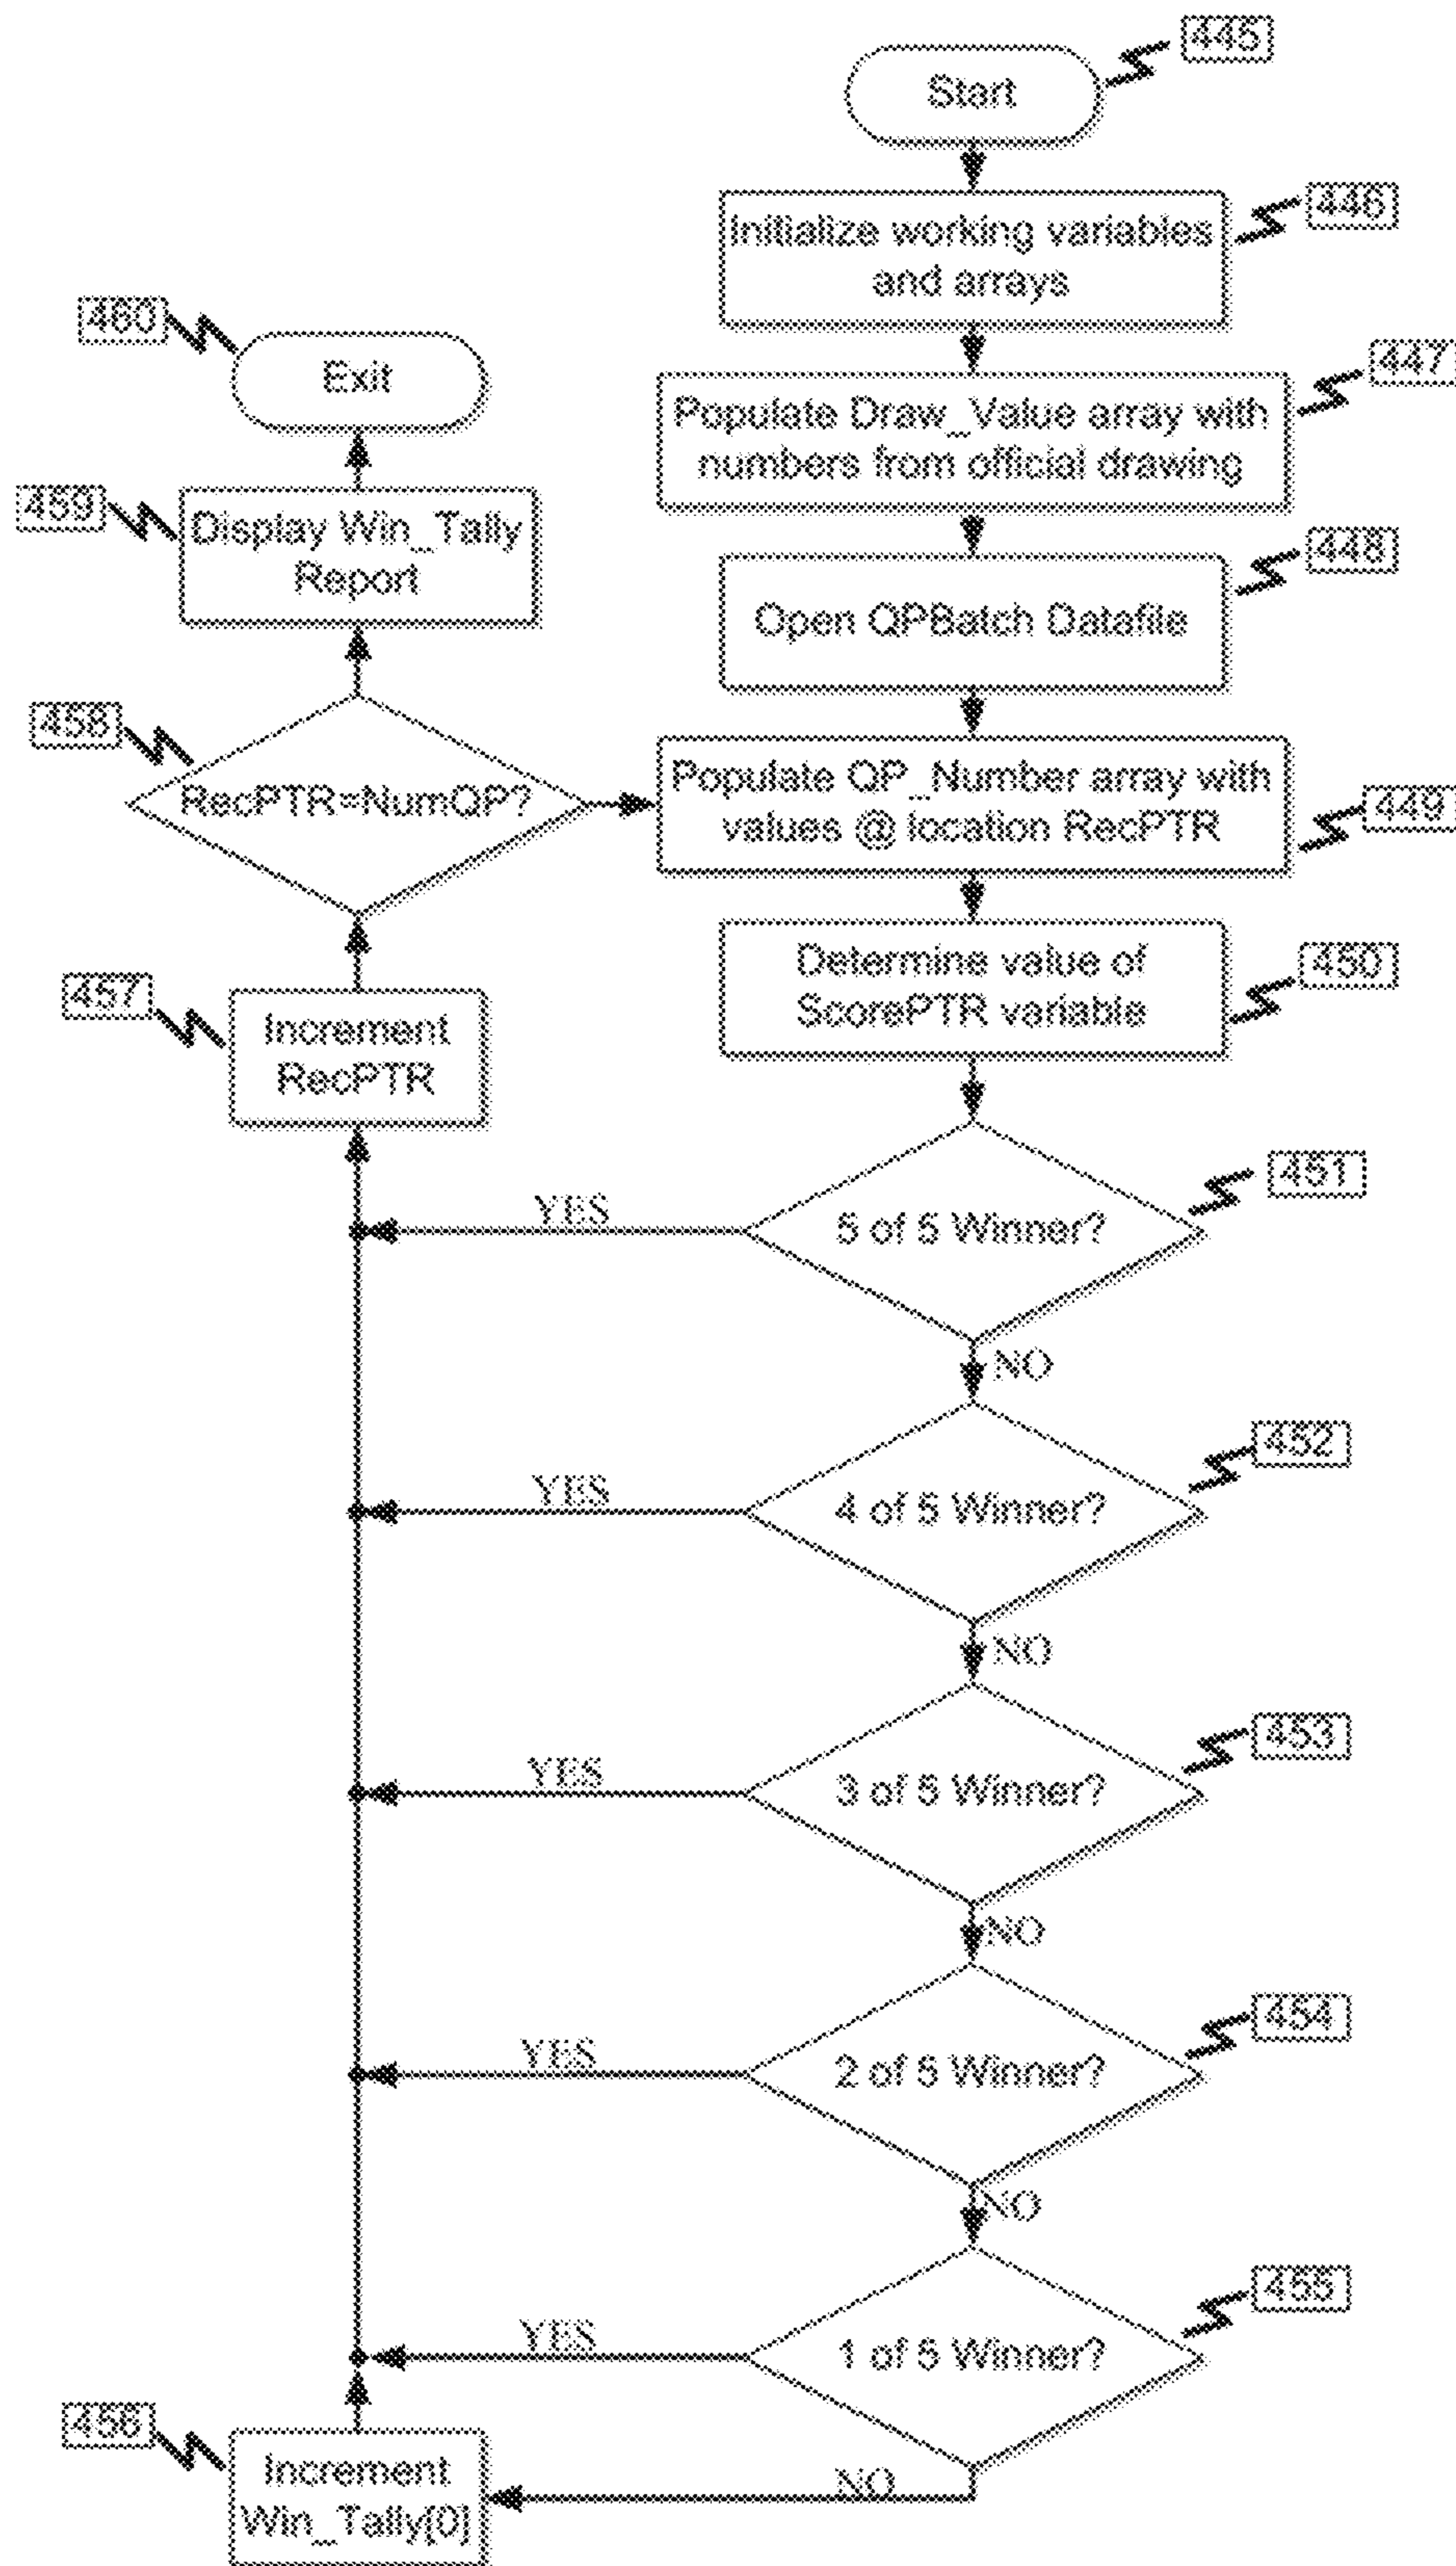 445
Start
446
Initialize working variables
and arrays
460
Exit
447
Populate Draw_Value array with
numbers from official drawing
459
Display Win_Tally
Report
448
Open QPBatch Datafile
458
RecPTR=NumQP?
Populate QP_Number array with
values @ location RecPTR
449
457
Increment
RecPTR
Determine value of
ScorePTR variable
450
451
YES
5 of 5 Winner?
NO
452
YES
4 of 5 Winner?
NO
453
YES
3 of 5 Winner?
NO
454
YES
2 of 5 Winner?
NO
455
YES
1 of 5 Winner?
456
Increment
Win_Tally[0]
NO